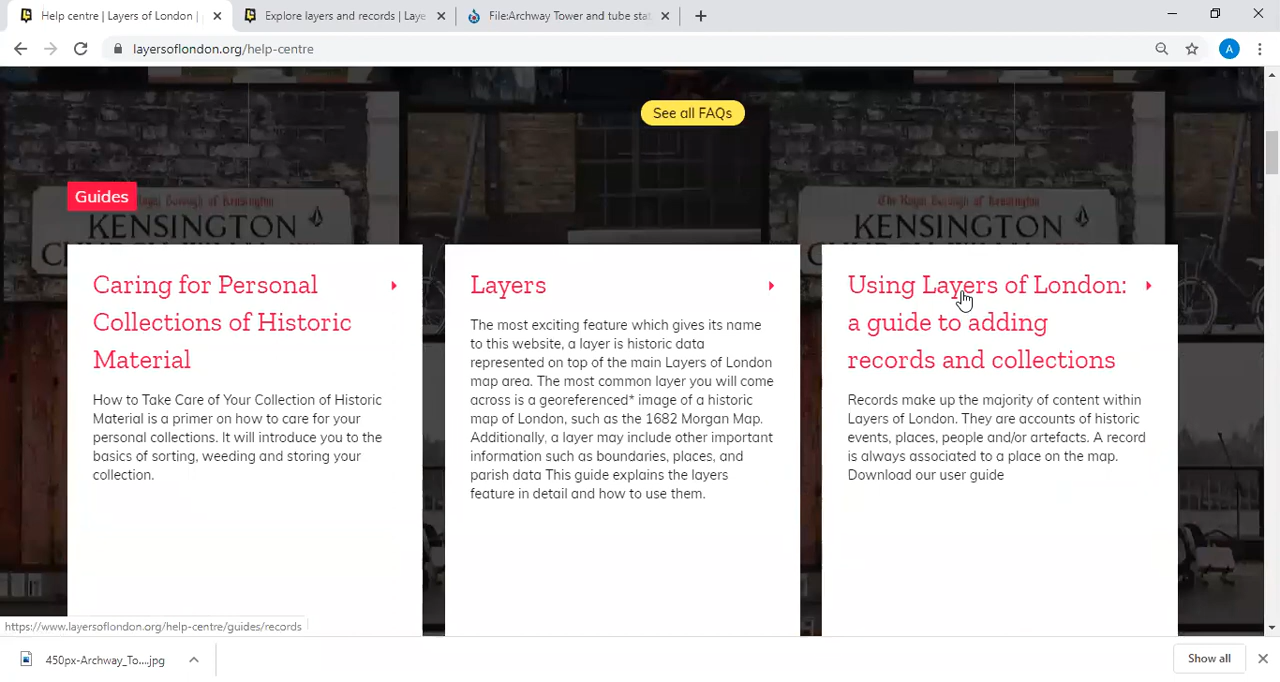 Help centre | Layers of London |
Explore layers and records | Laye
File:Archway Tower and tube stat
layersoflondon.org/help-centre
A
See all FAQs
Guides
The Royal Borough of Kensington
KENSINGTON
KENSINGTON
Caring for Personal
Collections of Historic
Material
How to Take Care of Your Collection of Historic
Material is a primer on how to care for your
personal collections. It will introduce you to the
basics of sorting, weeding and storing your
collection.
Layers
The most exciting feature which gives its name
to this website, a layer is historic data
represented on top of the main Layers of London
map area. The most common layer you will come
across is a georeferenced* image of a historic
map of London, such as the 1682 Morgan Map.
Additionally, a layer may include other important
information such as boundaries, places, and
parish data This guide explains the layers
feature in detail and how to use them.
Using Layers of London:
a guide to adding
records and collections
Records make up the majority of content within
Layers of London. They are accounts of historic
events, places, people and/or artefacts. A record
is always associated to a place on the map.
Download our user guide
https://www.layersoflondon.org/help-centre/guides/records
450px-Archway_To....jpg
Show all